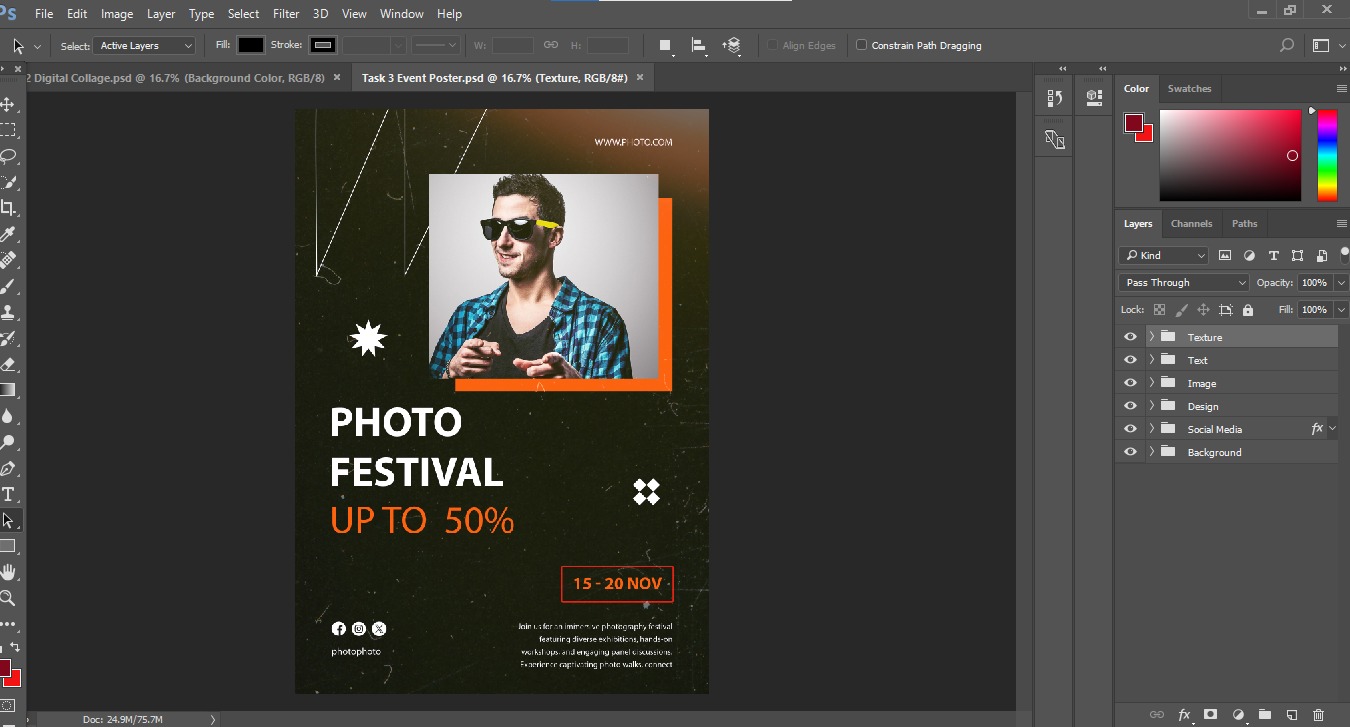 Ps File Edit Image Layer Type Select Filter 3D View Window Help
Select: Active Layers Fill: Stroke: W: H: Align Edges Constrain Path Dragging
2 Digital Collage.psd @ 16.7% (Background Color, RGB/8) × Task 3 Event Poster.psd @ 16.7% (Texture, RGB/8#) ×
WWW.PHOTO.COM
PHOTO
FESTIVAL
UP TO 50%
15 - 20 NOV
photophoto
Join us for an immersive photography festival
featuring diverse exhibitions, hands-on
workshops, and engaging panel discussions.
Experience captivating photo walks, connect
Doc: 24.9M/75.7M
Color Swatches
Layers Channels Paths
Kind
Pass Through Opacity: 100%
Lock: Fill: 100%
Texture
Text
Image
Design
Social Media fx
Background
fx